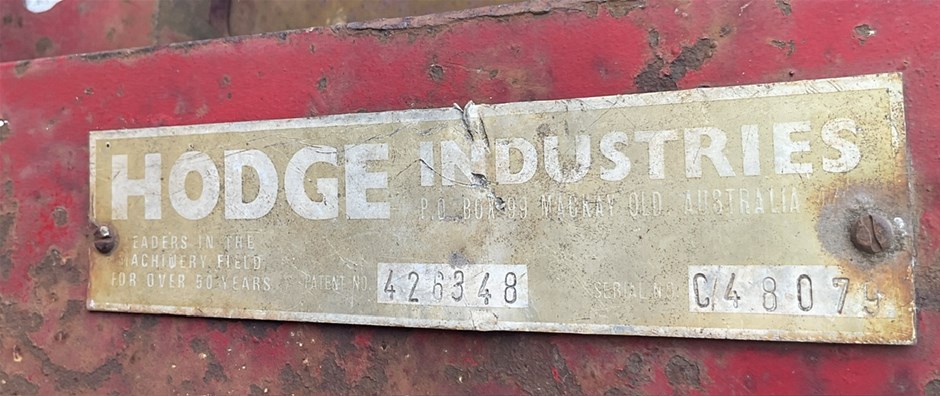 HODGE INDUSTRIES
P.O. BOX 99 MACKAY QLD. AUSTRALIA
LEADERS IN THE
MACHINERY FIELD
FOR OVER 50 YEARS
PATENT NO. 426348
SERIAL NO. C48079